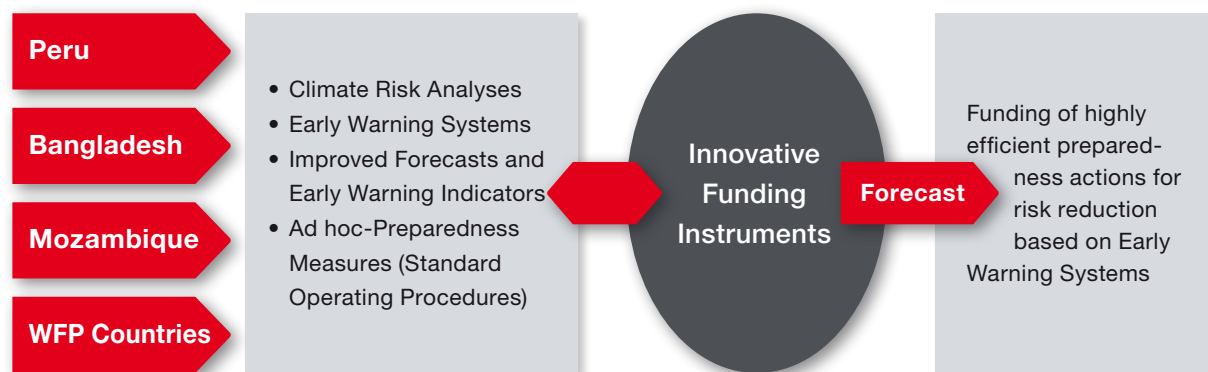 Peru
Bangladesh
Mozambique
WFP Countries
• Climate Risk Analyses
• Early Warning Systems
• Improved Forecasts and
Early Warning Indicators
• Ad hoc-Preparedness
Measures (Standard
Operating Procedures)
Innovative
Funding
Instruments
Forecast
Funding of highly
efficient prepared-
ness actions for
risk reduction
based on Early
Warning Systems